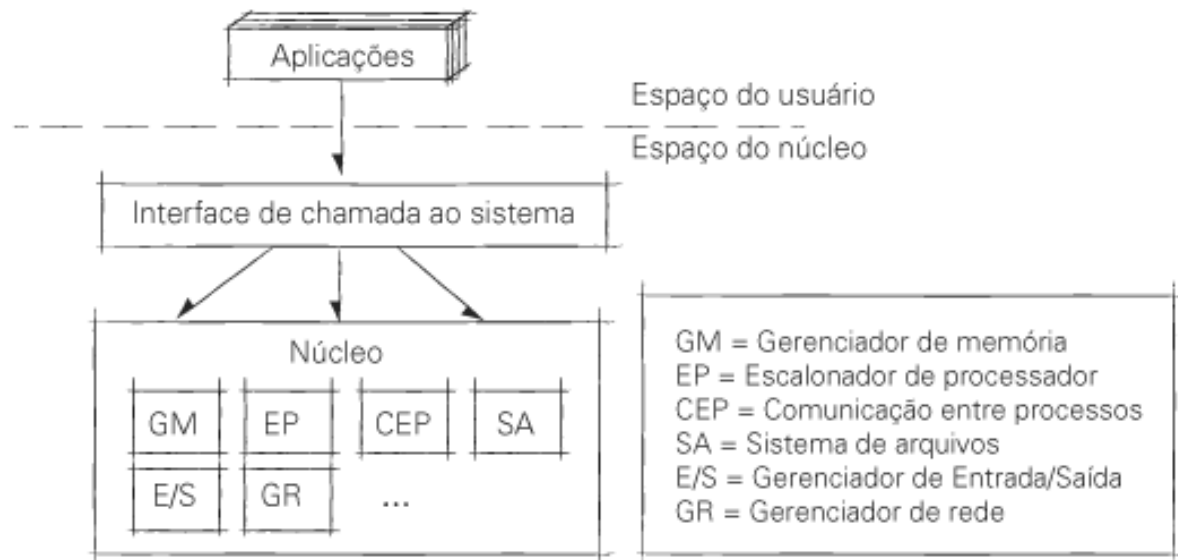 Aplicações
Espaço do usuário
Espaço do núcleo
Interface de chamada ao sistema
Núcleo
GM EP CEP SA
E/S GR ...
GM = Gerenciador de memória
EP = Escalonador de processador
CEP = Comunicação entre processos
SA = Sistema de arquivos
E/S = Gerenciador de Entrada/Saída
GR = Gerenciador de rede